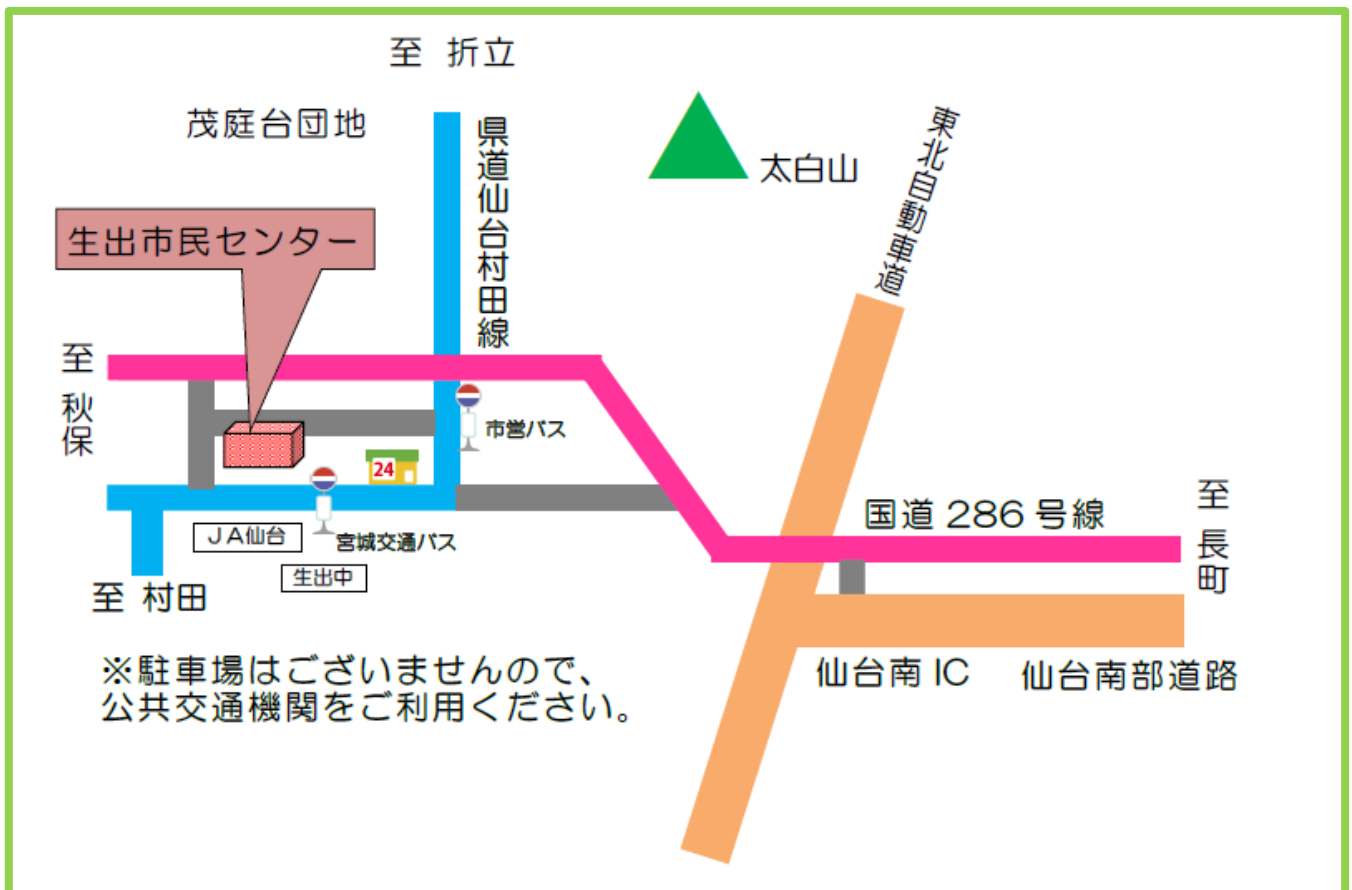 至 折立
茂庭台団地
県道仙台村田線
太白山
東北自動車道
生出市民センター
至 秋保
市営バス
24
国道286号線
至 長町
JA仙台
宮城交通バス
生出中
至 村田
仙台南IC
仙台南部道路
※駐車場はございませんので、
公共交通機関をご利用ください。